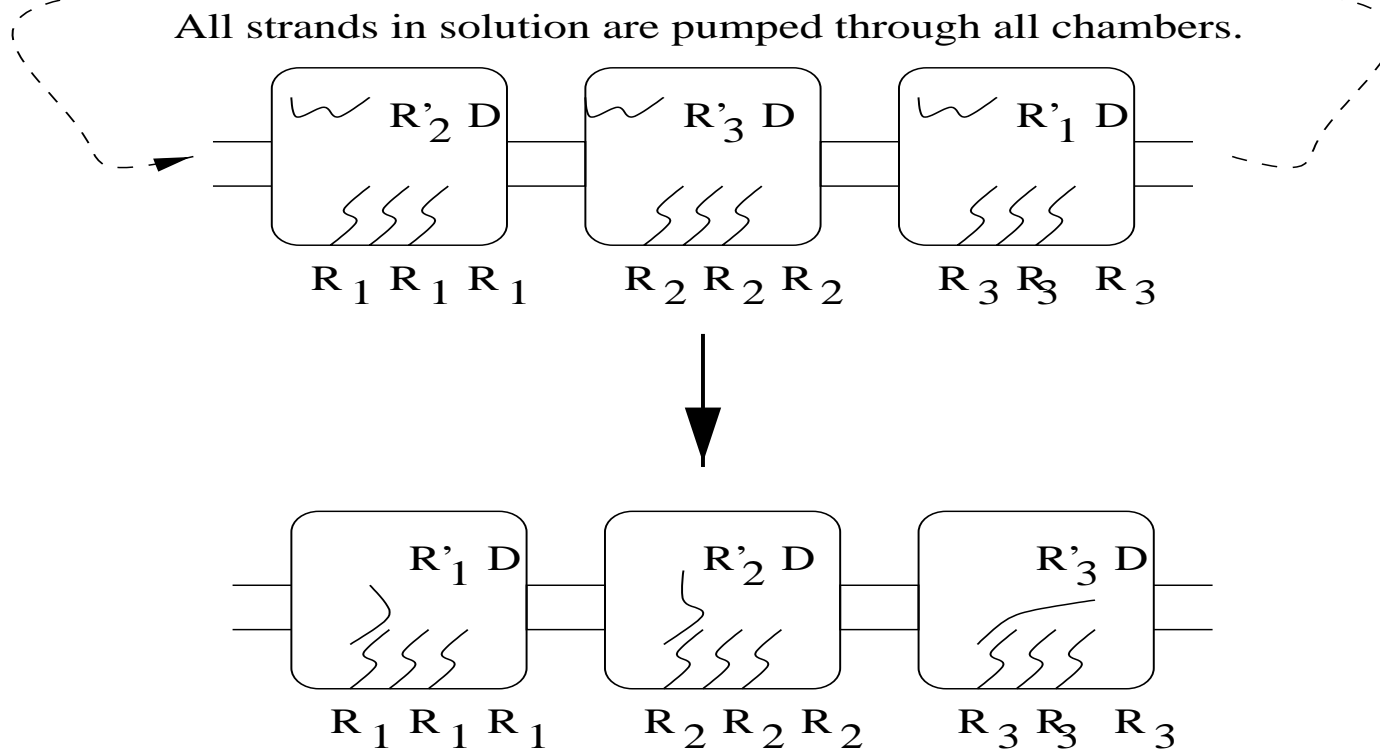 All strands in solution are pumped through all chambers.
R'2 D R'3 D R'1 D
R1 R1 R1 R2 R2 R2 R3 R3 R3
R'1 D R'2 D R'3 D
R1 R1 R1 R2 R2 R2 R3 R3 R3